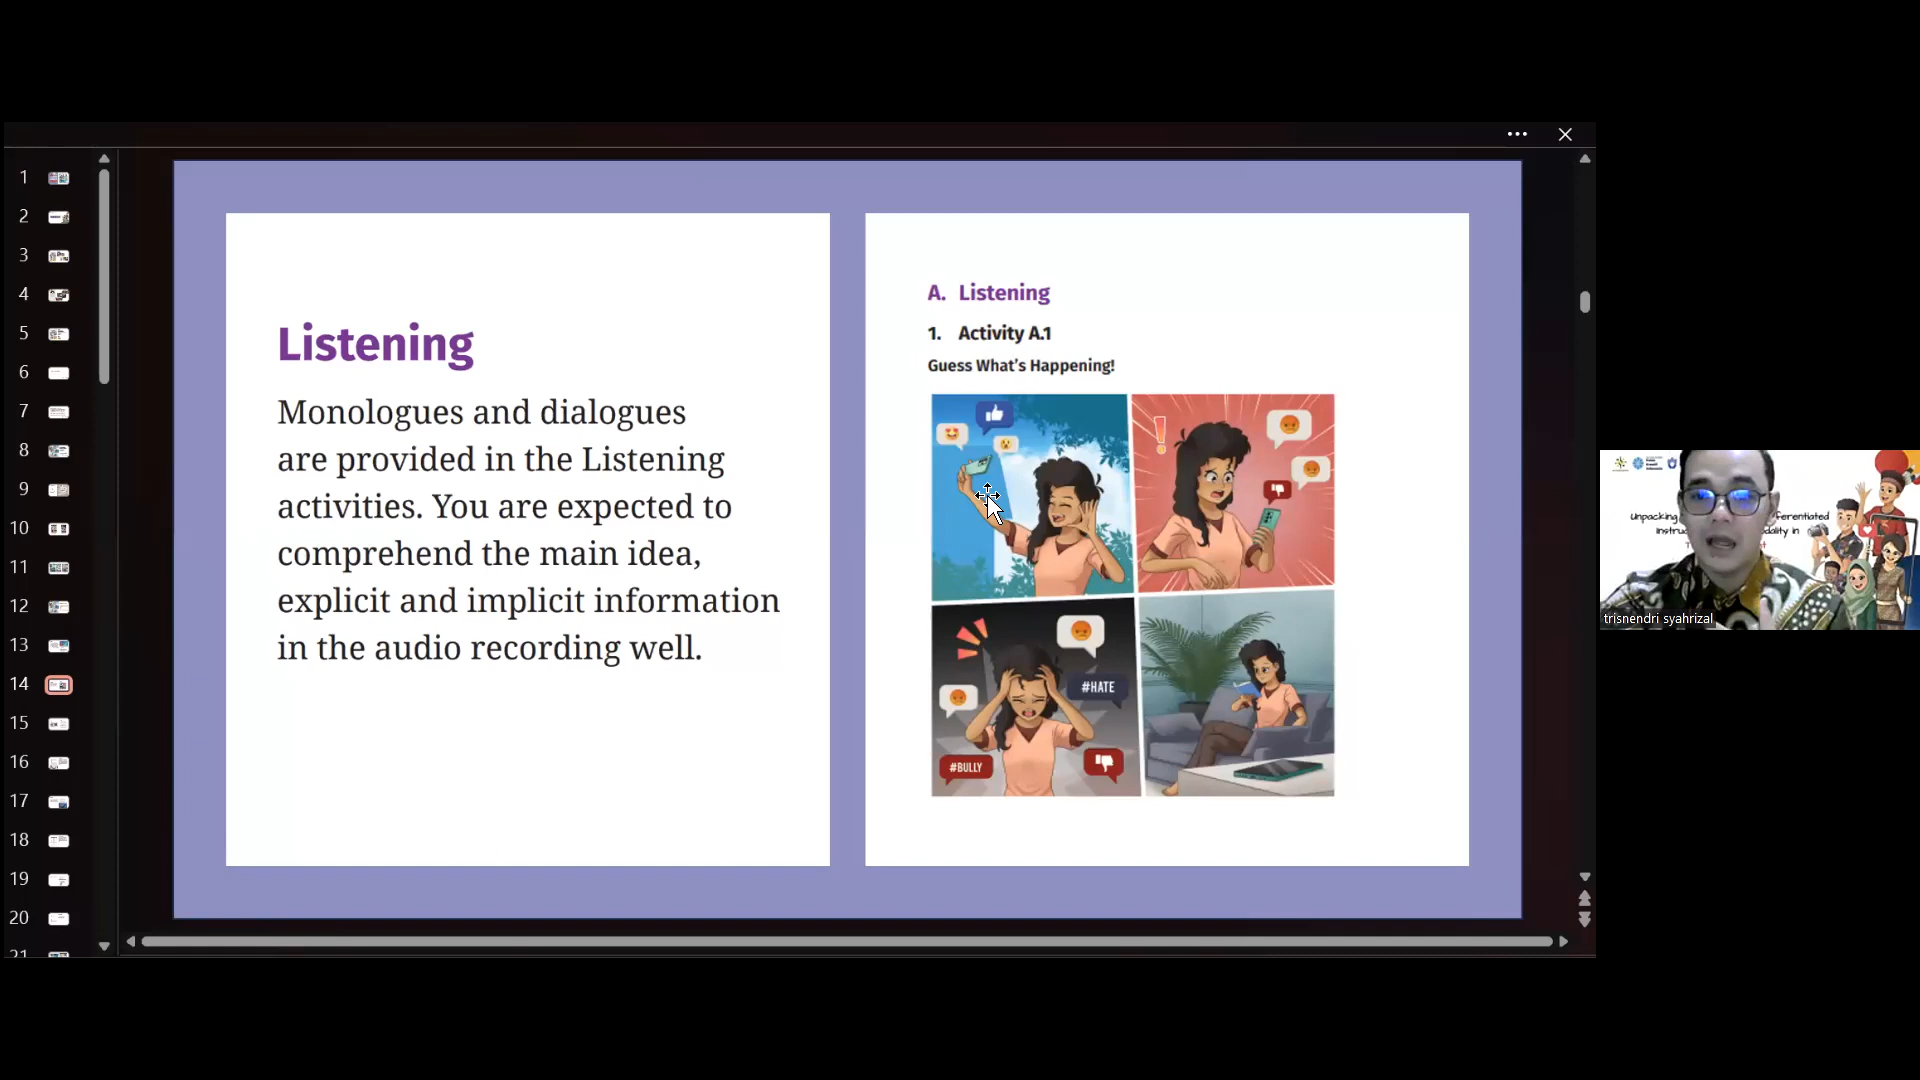 1
2
3
4
5
6
7
8
9
10
11
12
13
14
15
16
17
18
19
20
21
Listening
Monologues and dialogues
are provided in the Listening
activities. You are expected to
comprehend the main idea,
explicit and implicit information
in the audio recording well.
A. Listening
1. Activity A.1
Guess What's Happening!
!
#HATE
#BULLY
Unpacking
trisnendri syahrizal